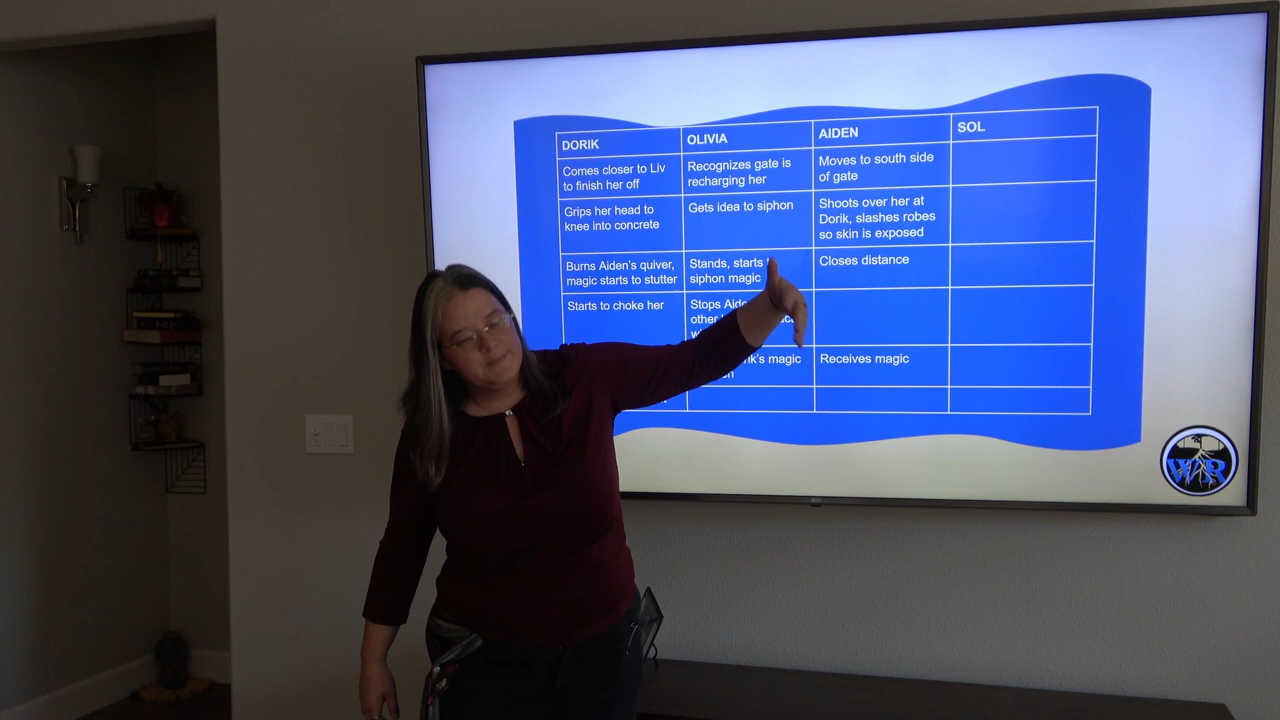 DORIK OLIVIA AIDEN SOL
Comes closer to Liv
to finish her off
Recognizes gate is
recharging her
Moves to south side
of gate
Grips her head to
knee into concrete
Gets idea to siphon
Shoots over her at
Dorik, slashes robes
so skin is exposed
Burns Aiden's quiver,
magic starts to stutter
Stands, starts
siphon magic
Closes distance
Starts to choke her
Stops
other
magic
Receives magic
WR